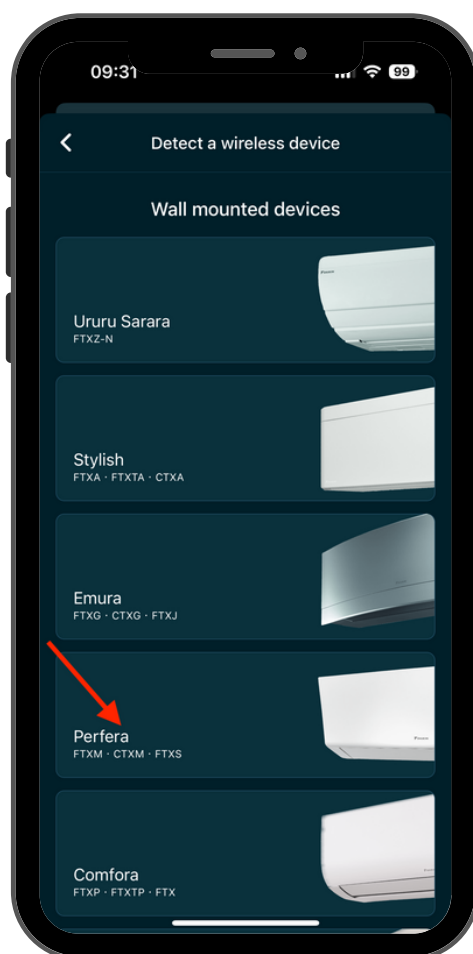 09:31
99
Detect a wireless device
Wall mounted devices
Ururu Sarara
FTXZ-N
Stylish
FTXA · FTXTA · CTXA
Emura
FTXG · CTXG · FTXJ
Perfera
FTXM · CTXM · FTXS
Comfora
FTXP · FTXTP · FTX